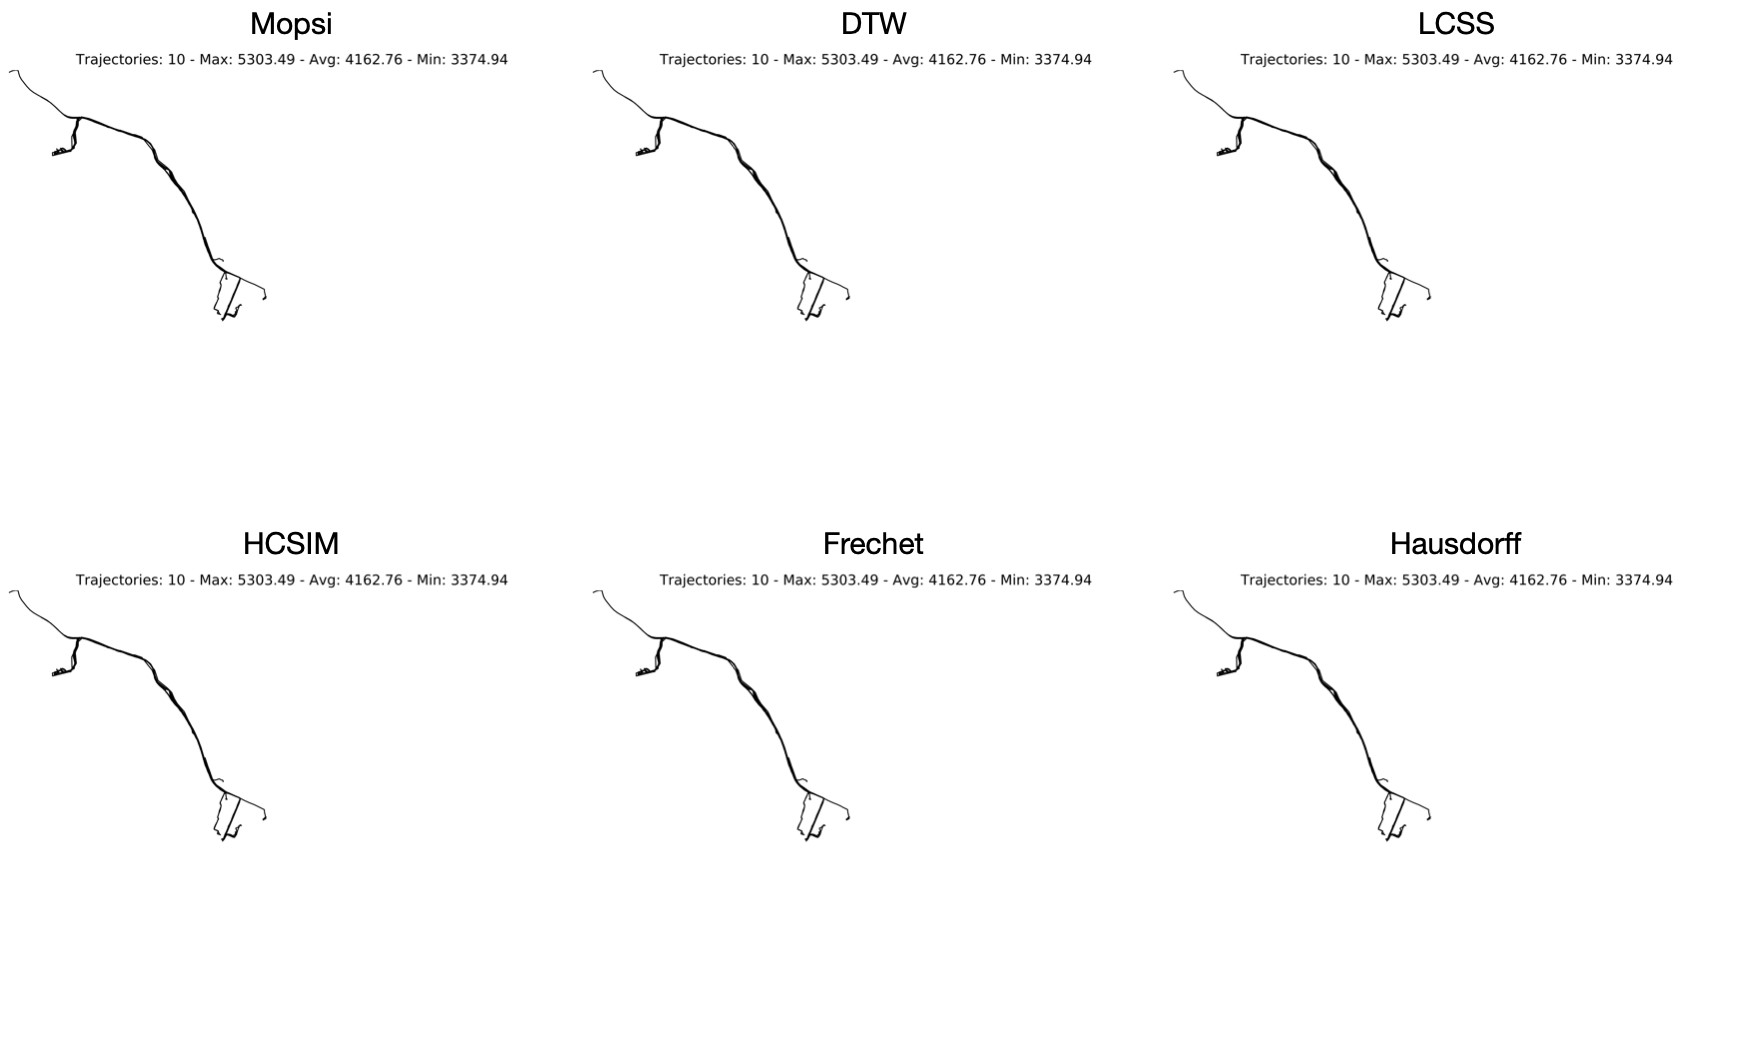 Mopsi
Trajectories: 10 - Max: 5303.49 - Avg: 4162.76 - Min: 3374.94
DTW
Trajectories: 10 - Max: 5303.49 - Avg: 4162.76 - Min: 3374.94
LCSS
Trajectories: 10 - Max: 5303.49 - Avg: 4162.76 - Min: 3374.94
HCSIM
Trajectories: 10 - Max: 5303.49 - Avg: 4162.76 - Min: 3374.94
Frechet
Trajectories: 10 - Max: 5303.49 - Avg: 4162.76 - Min: 3374.94
Hausdorff
Trajectories: 10 - Max: 5303.49 - Avg: 4162.76 - Min: 3374.94